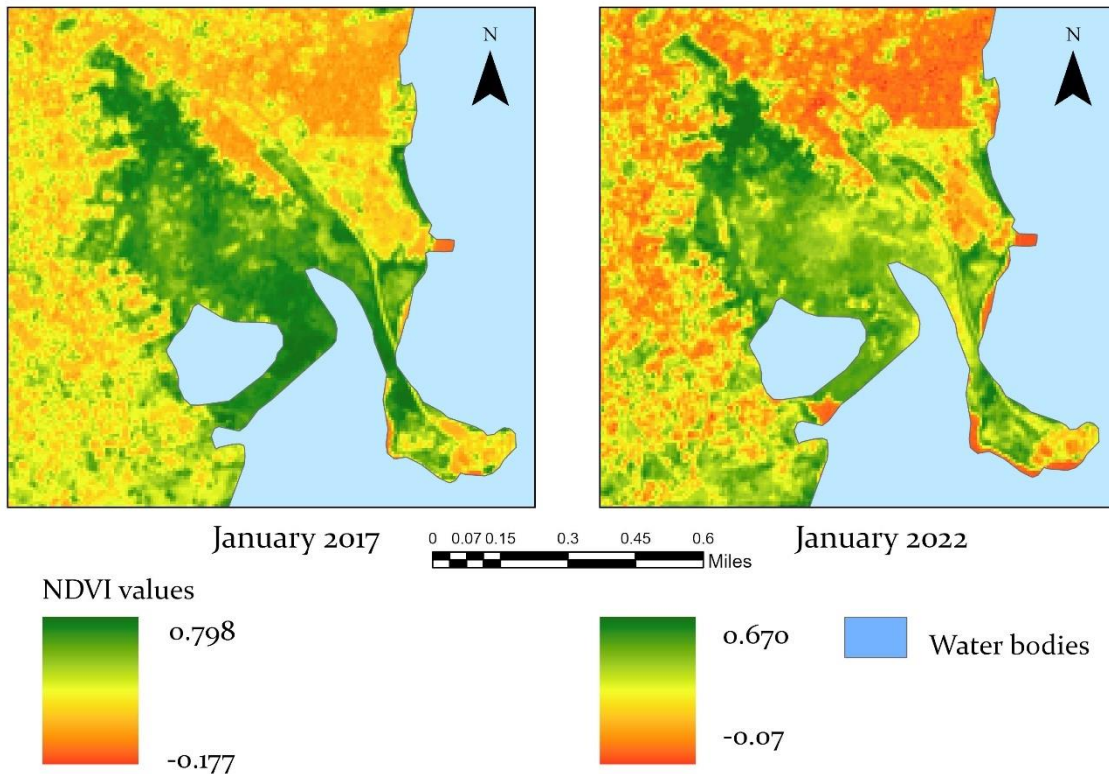 N
N
January 2017
January 2022
0 0.07 0.15 0.3 0.45 0.6
Miles
NDVI values
0.798
-0.177
0.670
-0.07
Water bodies